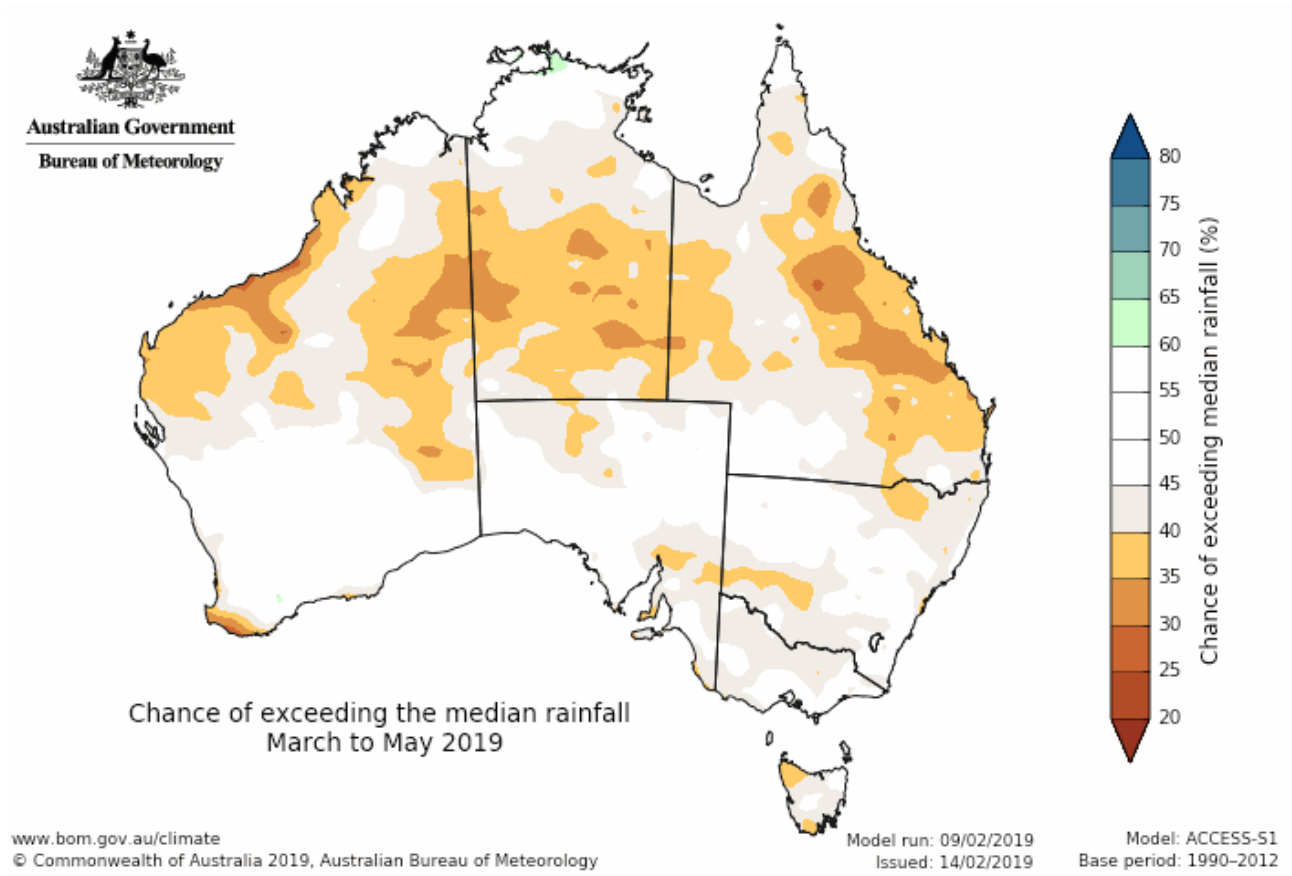 Australian Government
Bureau of Meteorology
80
75
70
65
60
55
50
45
40
35
30
25
20
Chance of exceeding median rainfall (%)
Chance of exceeding the median rainfall
March to May 2019
www.bom.gov.au/climate
© Commonwealth of Australia 2019, Australian Bureau of Meteorology
Model run: 09/02/2019
Issued: 14/02/2019
Model: ACCESS-S1
Base period: 1990–2012